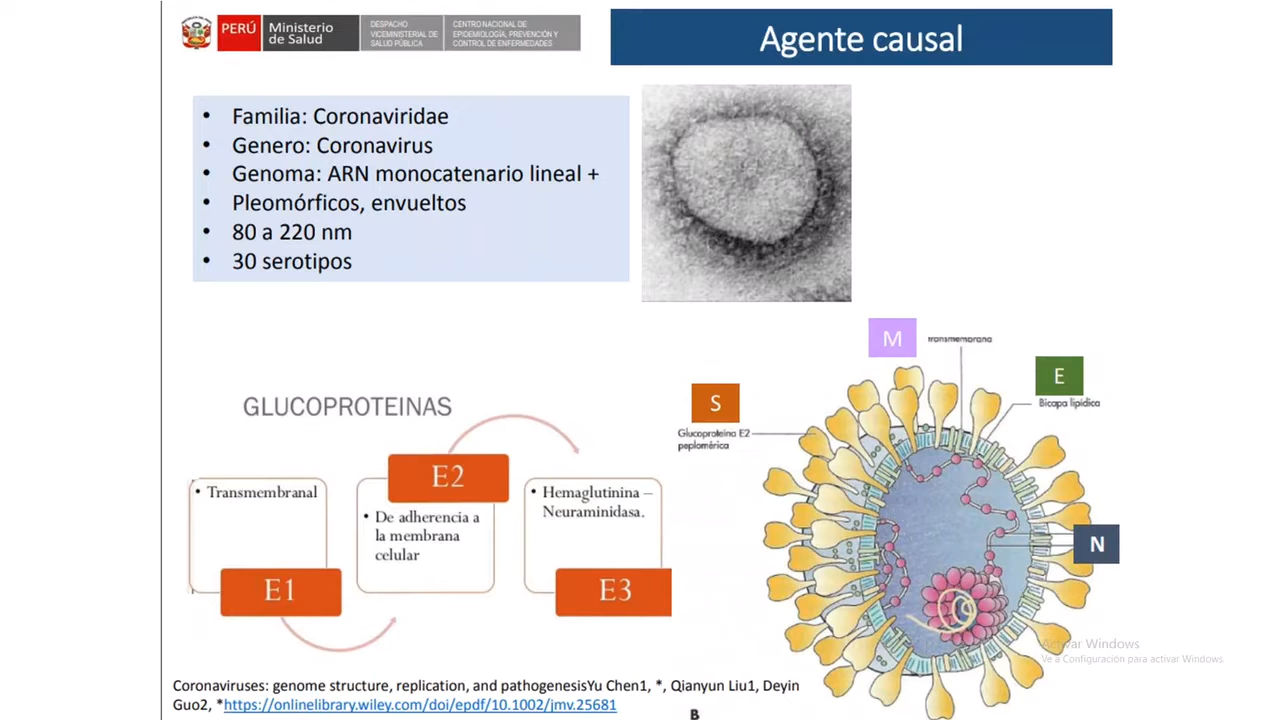 PERÚ
Ministerio
de Salud
DESPACHO
VICEMINISTERIAL DE
SALUD PÚBLICA
CENTRO NACIONAL DE
EPIDEMIOLOGÍA, PREVENCIÓN Y
CONTROL DE ENFERMEDADES
Agente causal
• Familia: Coronaviridae
• Genero: Coronavirus
• Genoma: ARN monocatenario lineal +
• Pleomórficos, envueltos
• 80 a 220 nm
• 30 serotipos
GLUCOPROTEINAS
• Transmembranal
E1
E2
• De adherencia a
la membrana
celular
• Hemaglutinina –
Neuraminidasa.
E3
M
transmembrana
E
Bicapa lipídica
S
Glucoproteína E2
peplomérica
N
Activar Windows
Ve a Configuración para activar Windows.
Coronaviruses: genome structure, replication, and pathogenesisYu Chen1, *, Qianyun Liu1, Deyin
Guo2, *https://onlinelibrary.wiley.com/doi/epdf/10.1002/jmv.25681
B